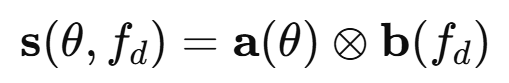 s(θ, f_d) = a(θ) ⊗ b(f_d)